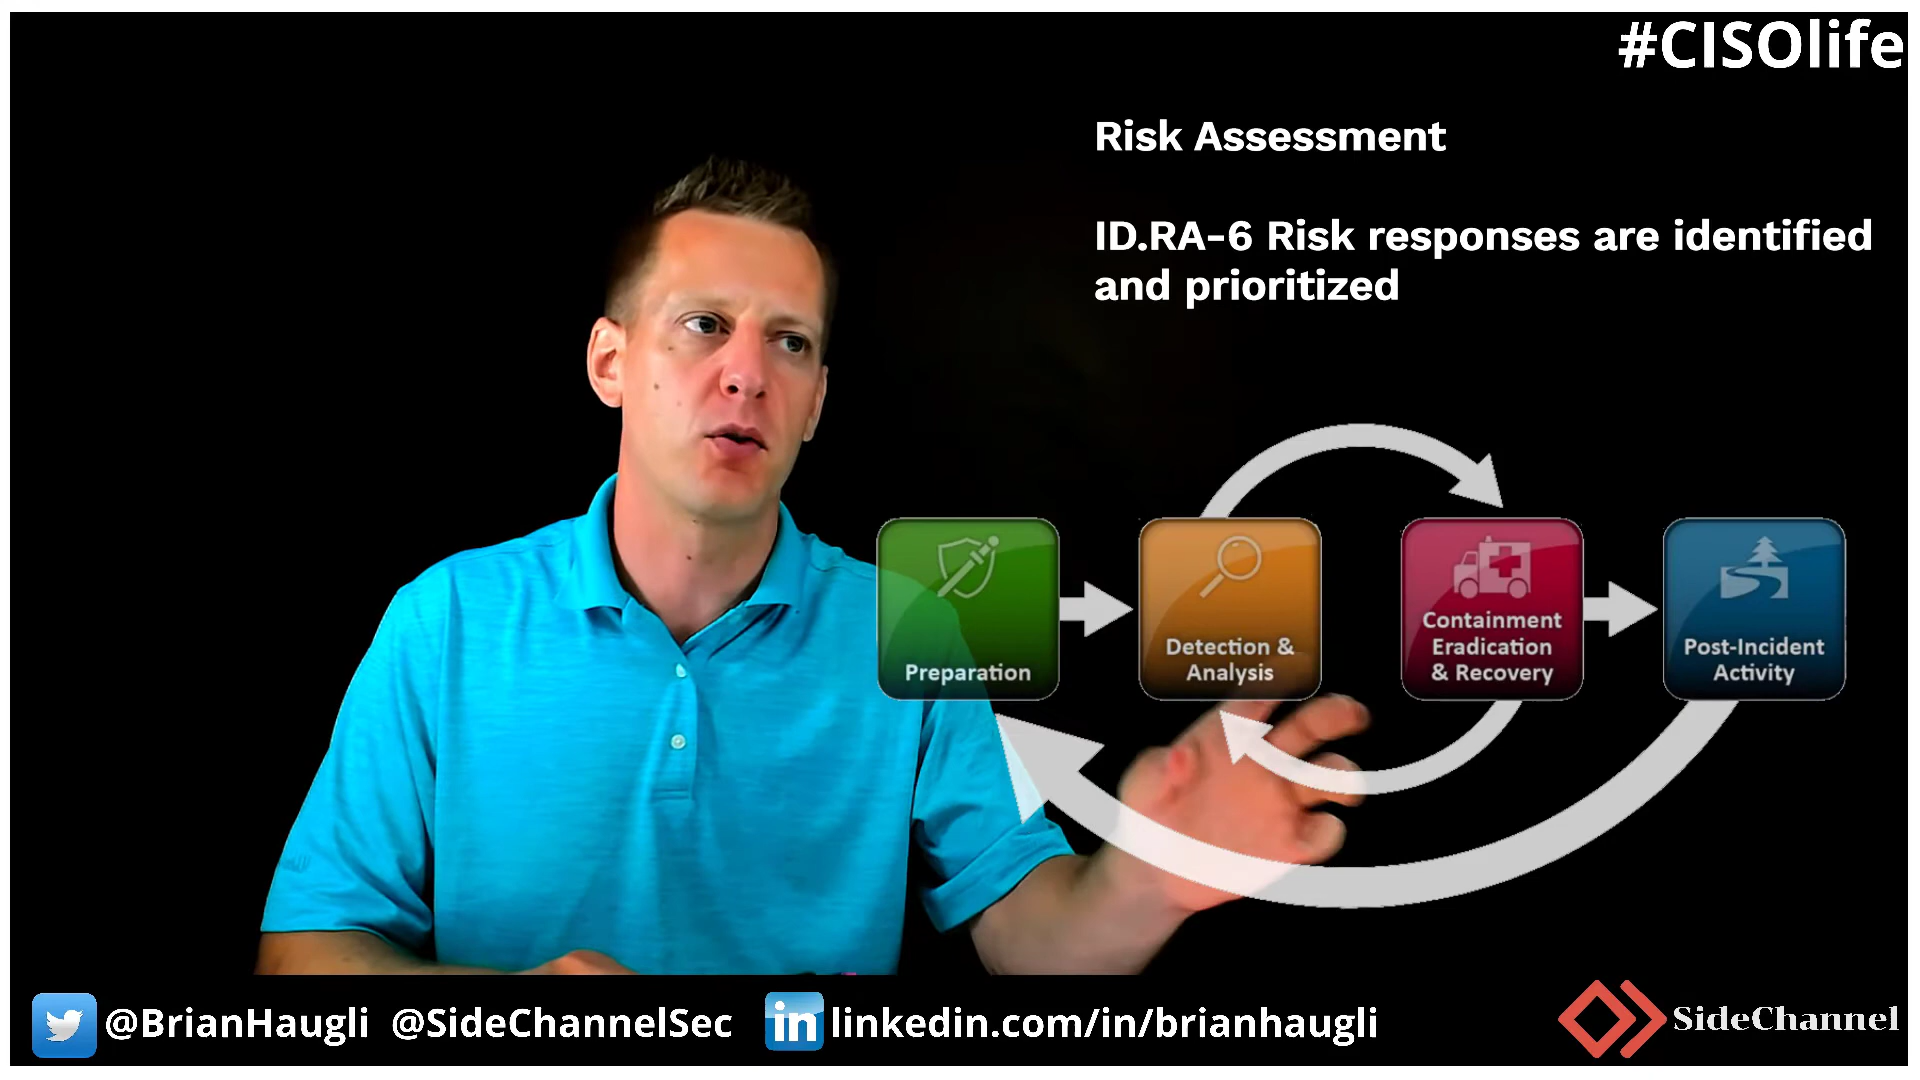 #CISOlife
Risk Assessment
ID.RA-6 Risk responses are identified
and prioritized
Preparation
Detection &
Analysis
Containment
Eradication
& Recovery
Post-Incident
Activity
@BrianHaugli @SideChannelSec
in linkedin.com/in/brianhaugli
SideChannel